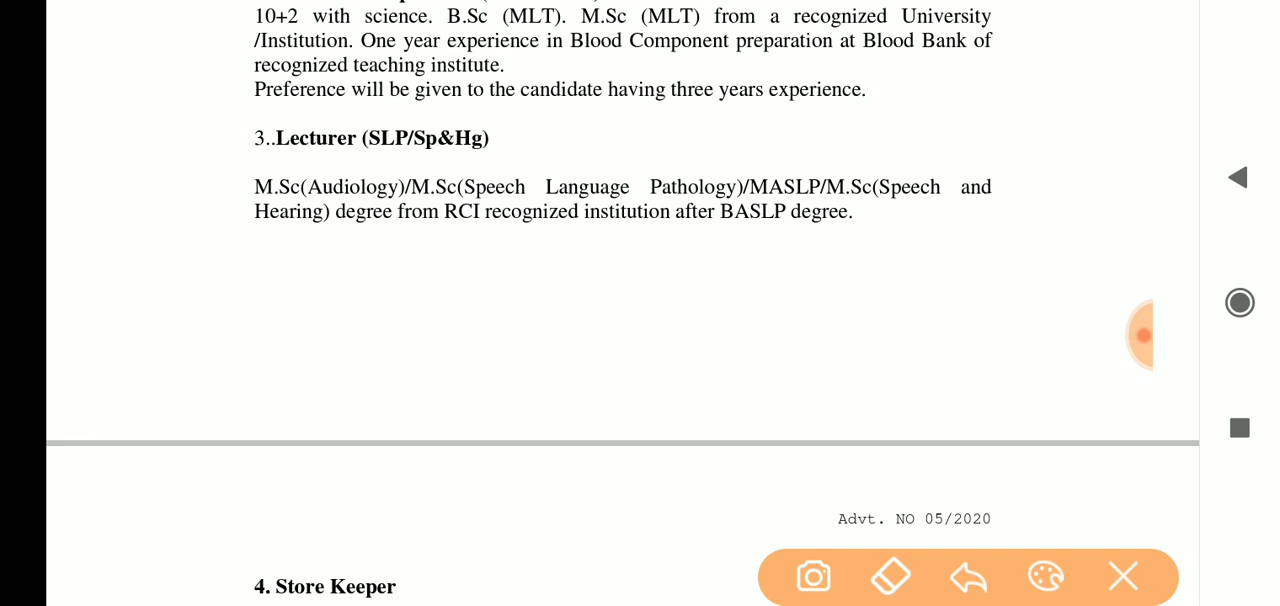 10+2 with science. B.Sc (MLT). M.Sc (MLT) from a recognized University
/Institution. One year experience in Blood Component preparation at Blood Bank of
recognized teaching institute.
Preference will be given to the candidate having three years experience.
3..Lecturer (SLP/Sp&Hg)
M.Sc(Audiology)/M.Sc(Speech Language Pathology)/MASLP/M.Sc(Speech and
Hearing) degree from RCI recognized institution after BASLP degree.
Advt. NO 05/2020
4. Store Keeper